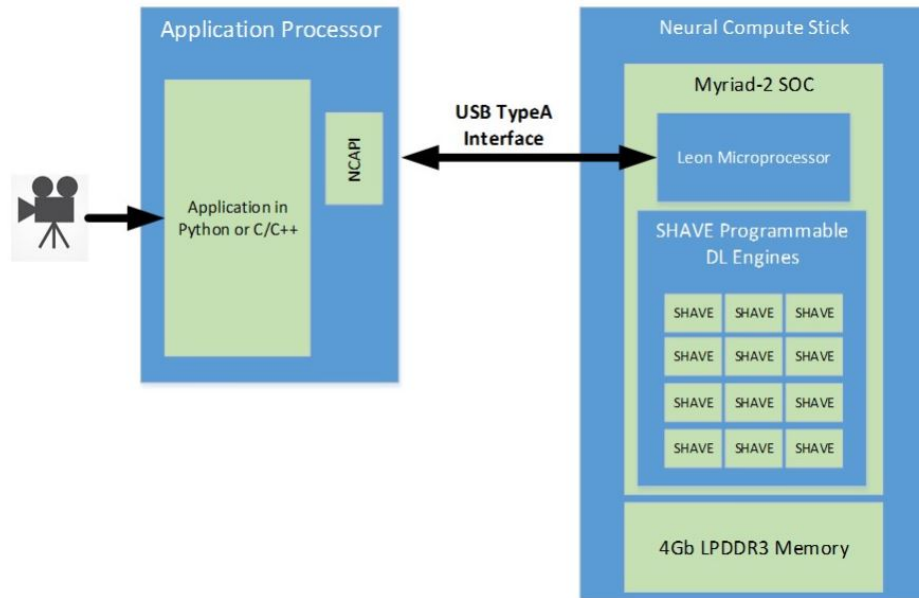 Application Processor
Application in
Python or C/C++
NCAPI
USB TypeA
Interface
Neural Compute Stick
Myriad-2 SOC
Leon Microprocessor
SHAVE Programmable
DL Engines
SHAVE SHAVE SHAVE
SHAVE SHAVE SHAVE
SHAVE SHAVE SHAVE
SHAVE SHAVE SHAVE
4Gb LPDDR3 Memory